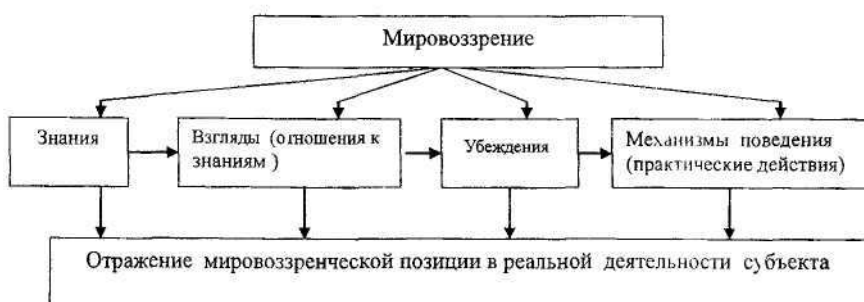 Мировоззрение
Знания
Взгляды (отношения к
знаниям )
Убеждения
Механизмы поведения
(практические действия)
Отражение мировоззренческой позиции в реальной деятельности субъекта